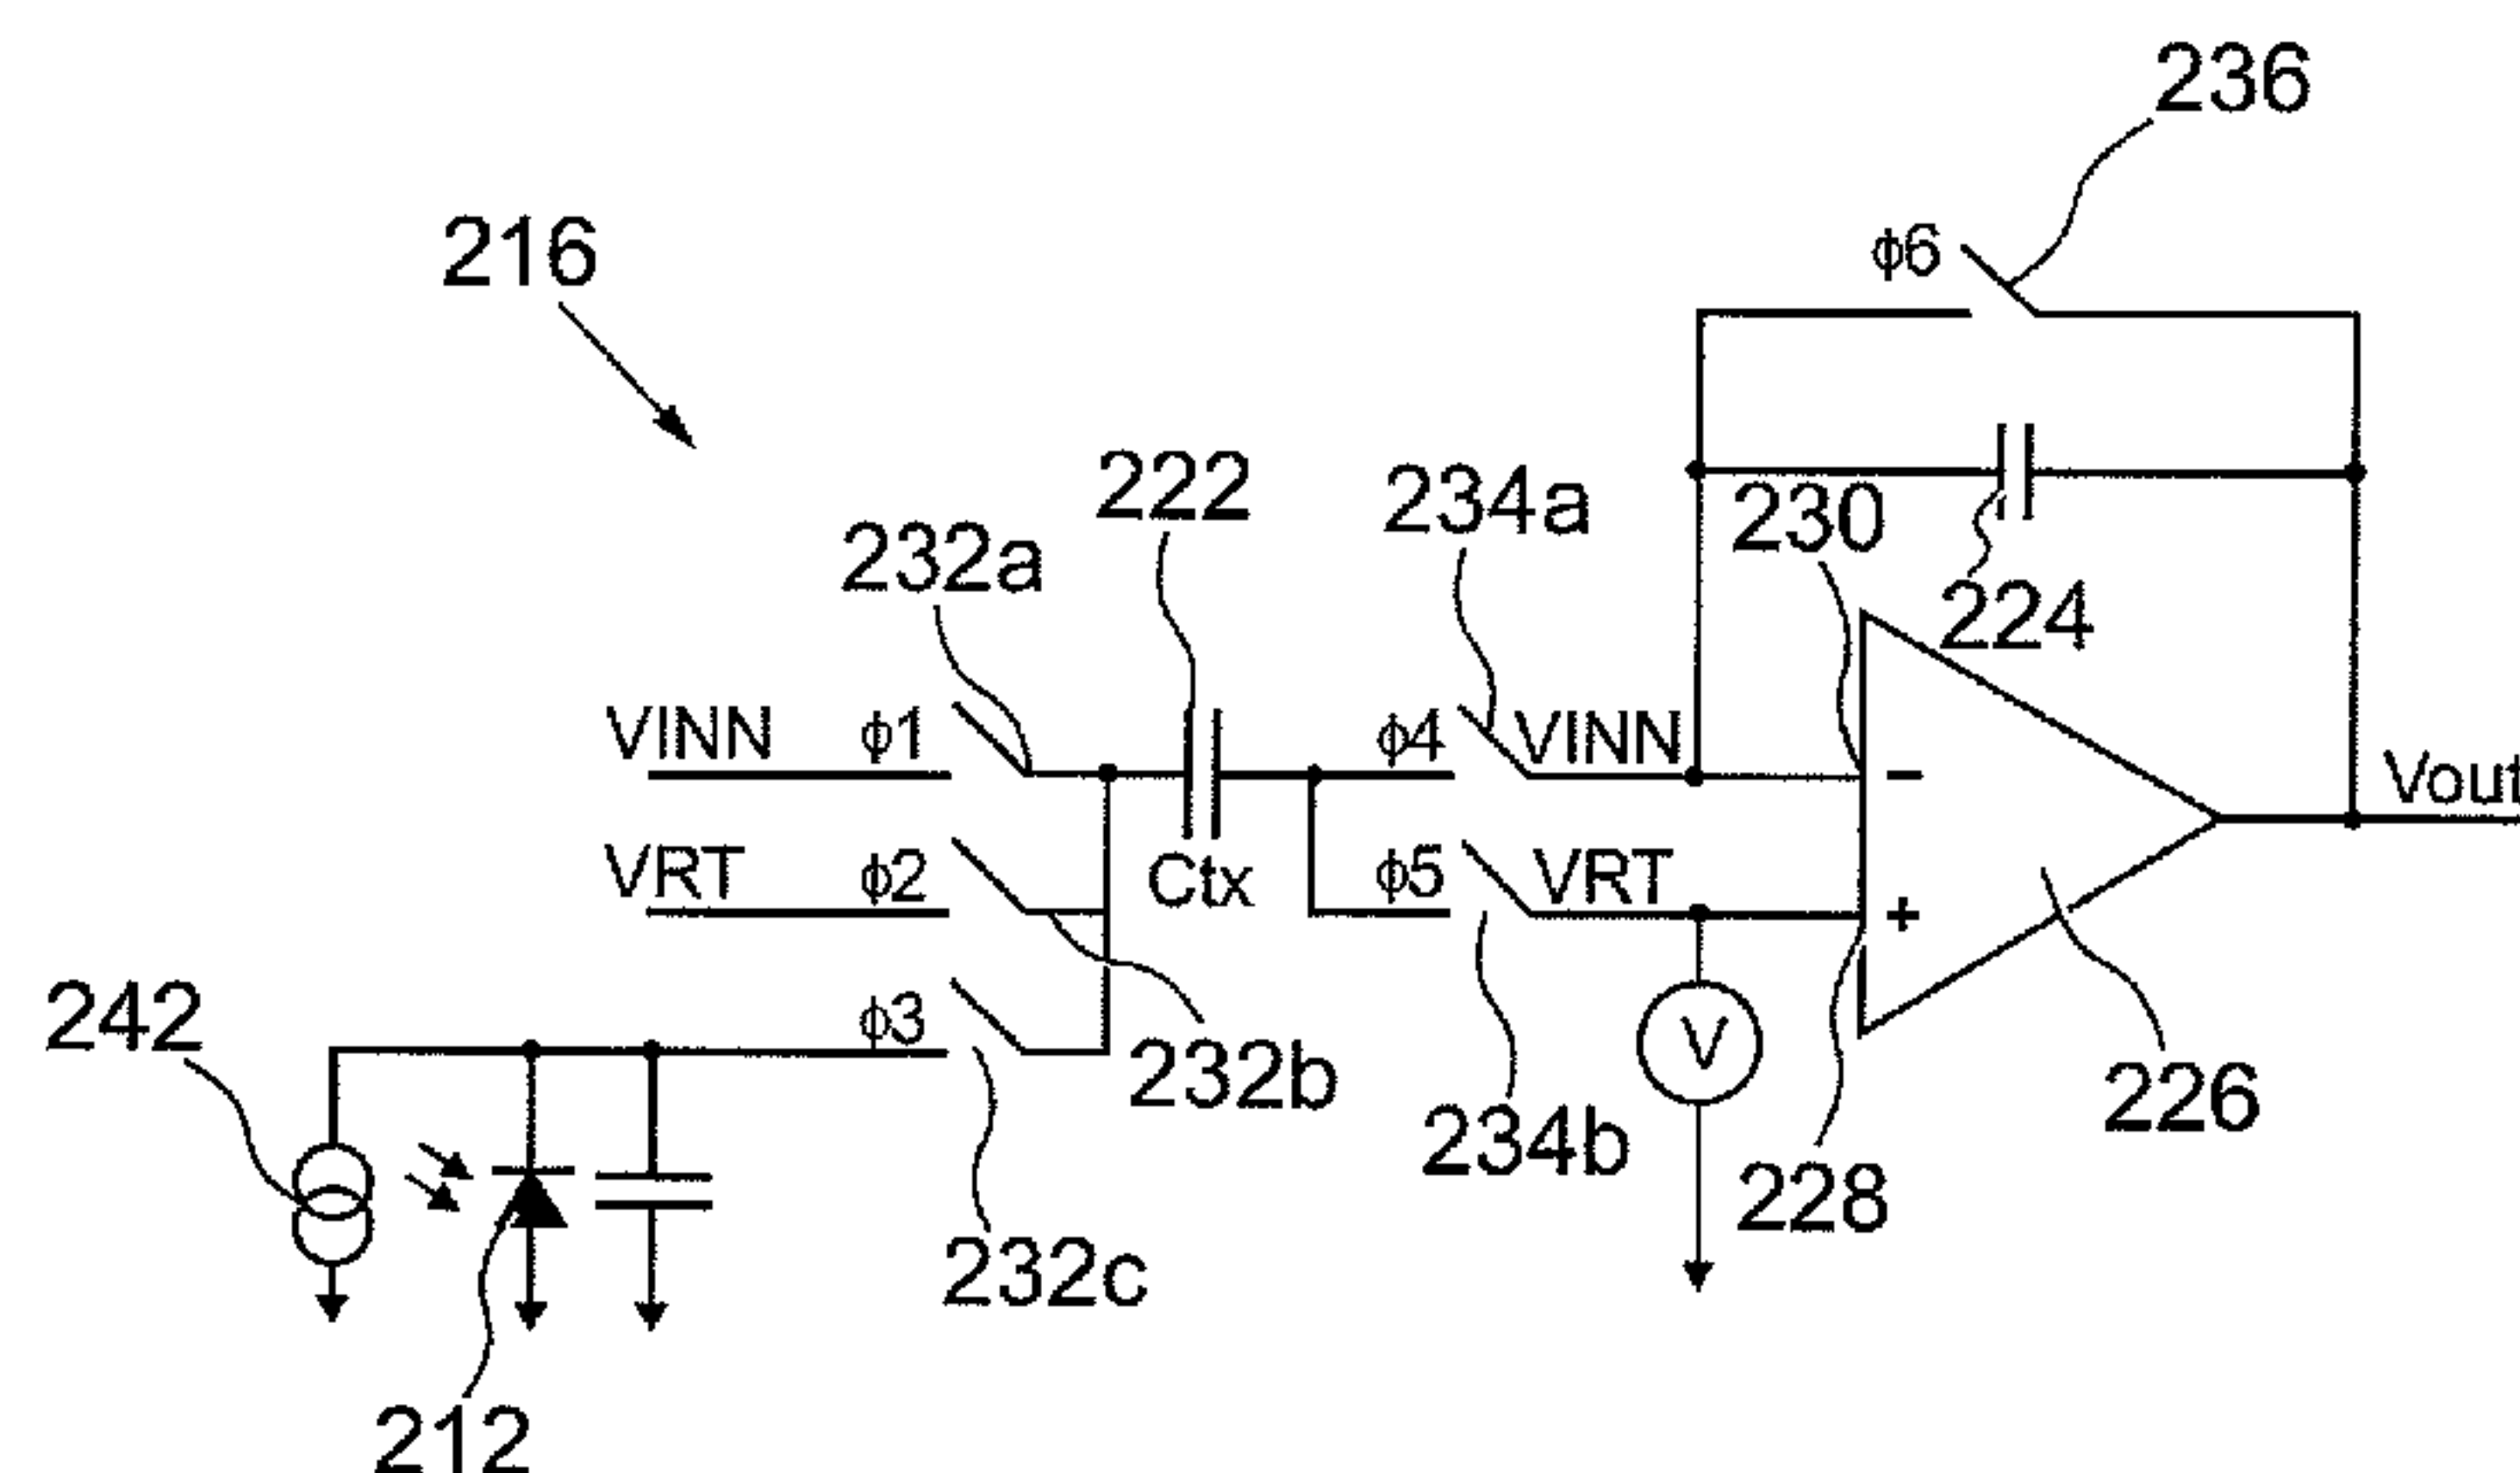 236
ϕ6
216
222
234a
230
232a
224
VINN ϕ1
ϕ4 VINN
−
Vout
VRT ϕ2
Ctx
ϕ5 VRT
+
242
ϕ3
V
232b
226
234b
228
232c
212